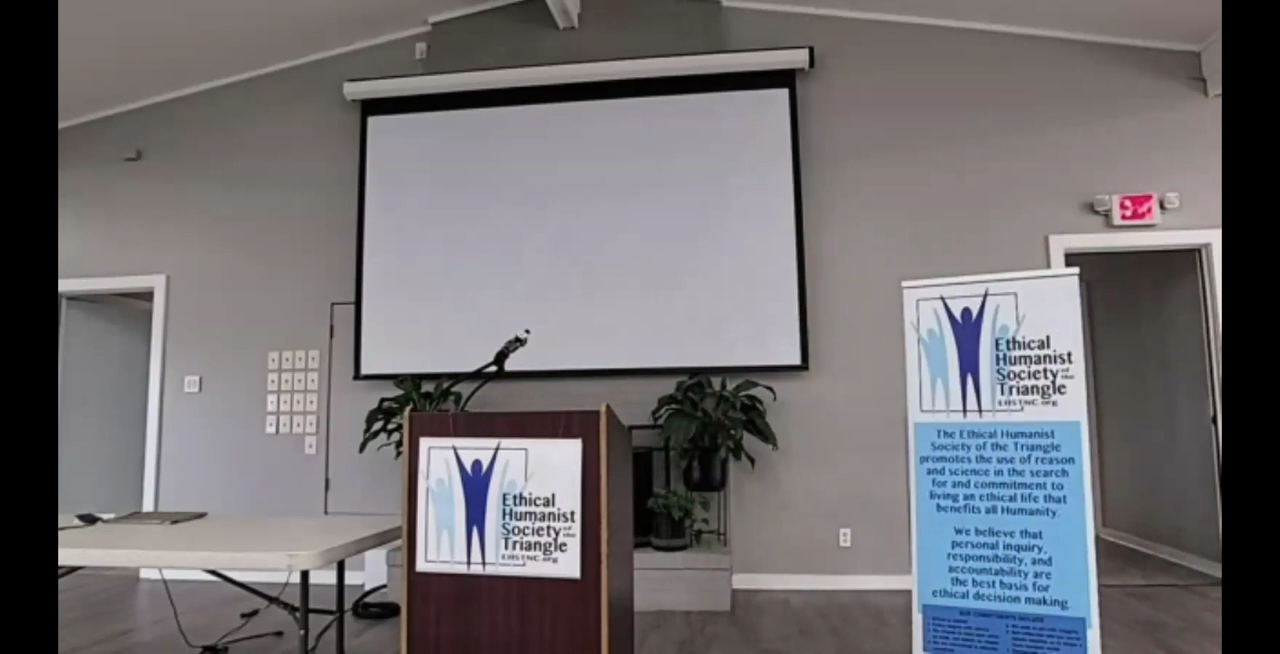 Ethical
Humanist
Society of the
Triangle
EHSTNC.org
Ethical
Humanist
Society of the
Triangle
EHSTNC.org
The Ethical Humanist
Society of the Triangle
promotes the use of reason
and science in the search
for and commitment to
living an ethical life that
benefits all Humanity.
We believe that
personal inquiry,
responsibility, and
accountability are
the best basis for
ethical decision making.
OUR COMMITMENTS INCLUDE